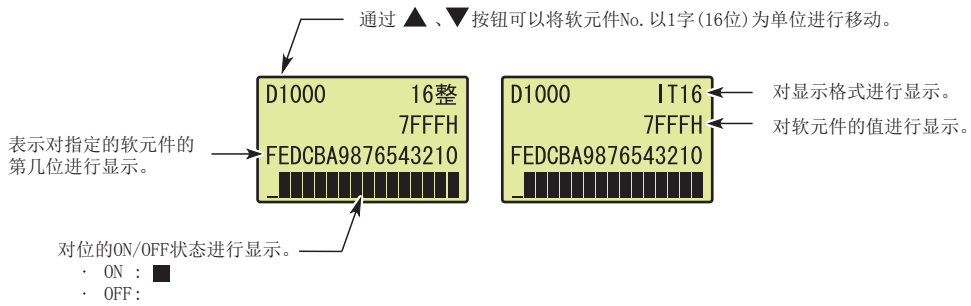 通过 ▲ 、▼按钮可以将软元件No.以1字(16位)为单位进行移动。
D1000 16整
7FFFH
FEDCBA9876543210
_■■■■■■■■■■■■■■■
D1000 IT16
7FFFH
FEDCBA9876543210
_■■■■■■■■■■■■■■■
对显示格式进行显示。
对软元件的值进行显示。
表示对指定的软元件的
第几位进行显示。
对位的ON/OFF状态进行显示。
· ON : ■
· OFF: